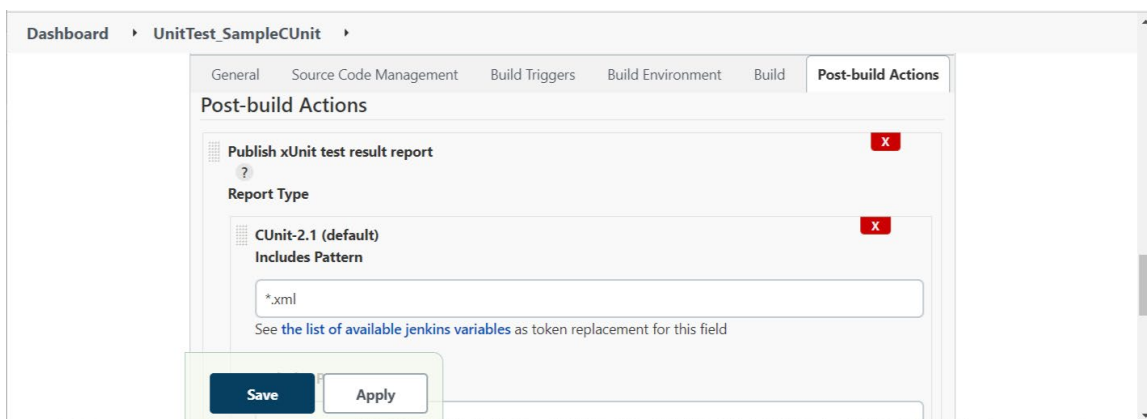 Dashboard UnitTest_SampleCUnit
General Source Code Management Build Triggers Build Environment Build Post-build Actions
Post-build Actions
X
Publish xUnit test result report
?
Report Type
X
CUnit-2.1 (default)
Includes Pattern
*.xml
See the list of available jenkins variables as token replacement for this field
Save Apply